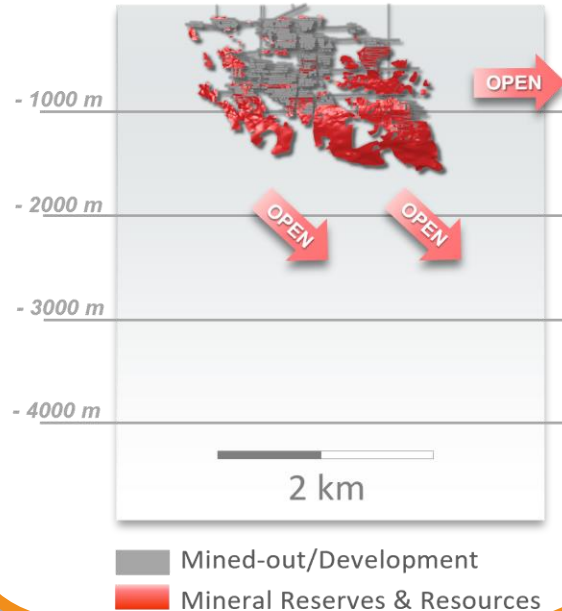 OPEN
- 1000 m
- 2000 m
OPEN
OPEN
- 3000 m
- 4000 m
2 km
Mined-out/Development
Mineral Reserves & Resources